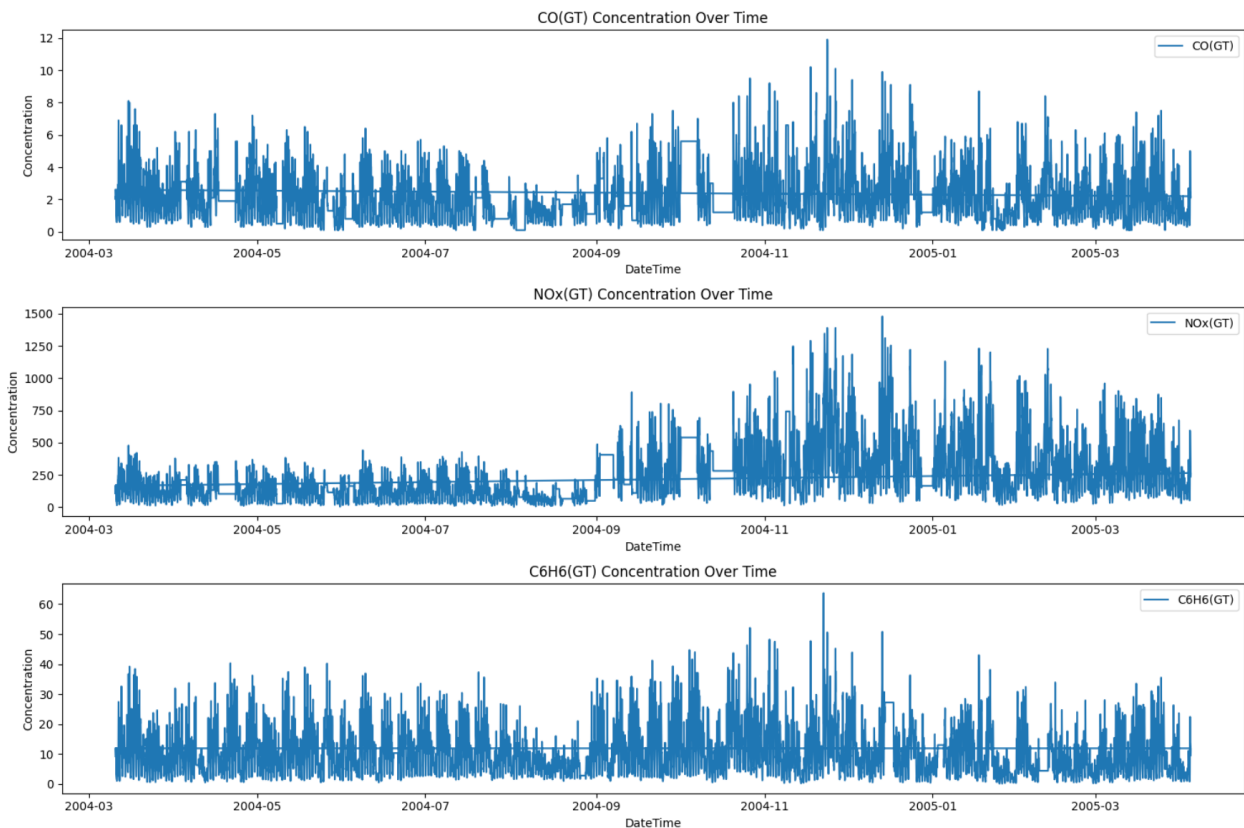 CO(GT) Concentration Over Time
12
10
8
6
4
2
0
Concentration
CO(GT)
2004-03 2004-05 2004-07 2004-09 2004-11 2005-01 2005-03
DateTime
NOx(GT) Concentration Over Time
1500
1250
1000
750
500
250
0
Concentration
NOx(GT)
2004-03 2004-05 2004-07 2004-09 2004-11 2005-01 2005-03
DateTime
C6H6(GT) Concentration Over Time
60
50
40
30
20
10
0
Concentration
C6H6(GT)
2004-03 2004-05 2004-07 2004-09 2004-11 2005-01 2005-03
DateTime